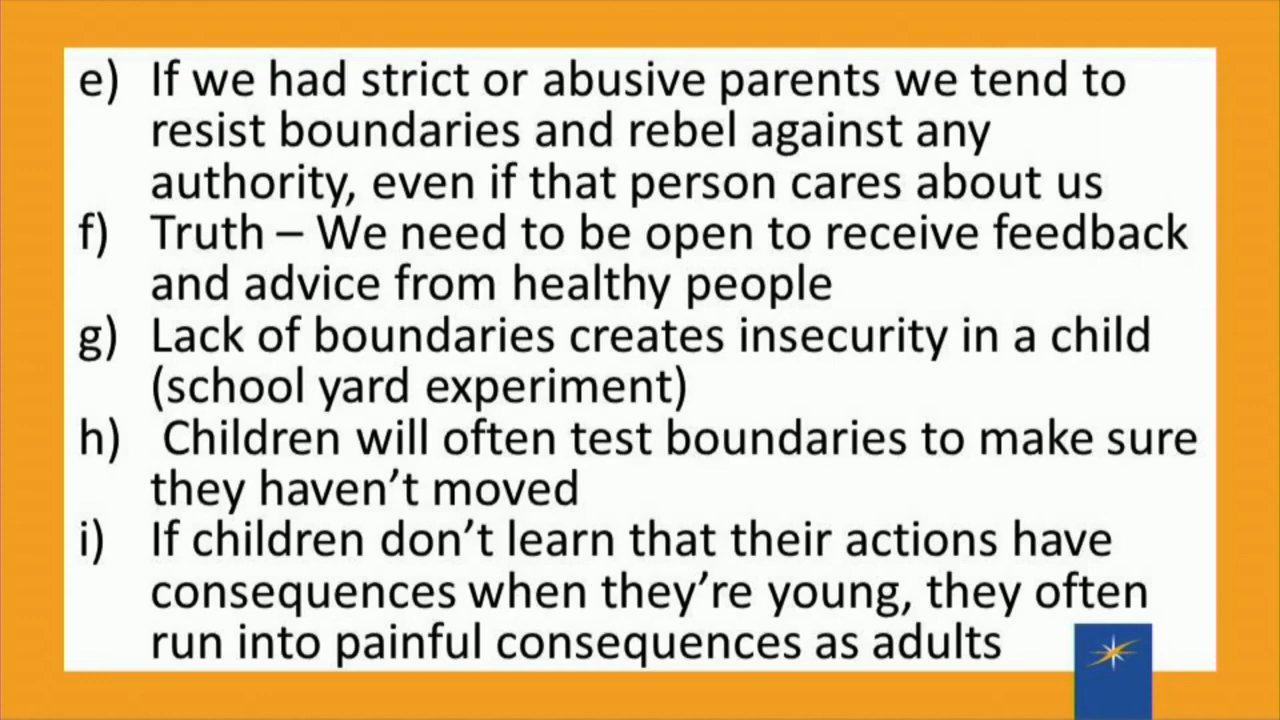 e) If we had strict or abusive parents we tend to
resist boundaries and rebel against any
authority, even if that person cares about us
f) Truth – We need to be open to receive feedback
and advice from healthy people
g) Lack of boundaries creates insecurity in a child
(school yard experiment)
h) Children will often test boundaries to make sure
they haven’t moved
i) If children don’t learn that their actions have
consequences when they’re young, they often
run into painful consequences as adults